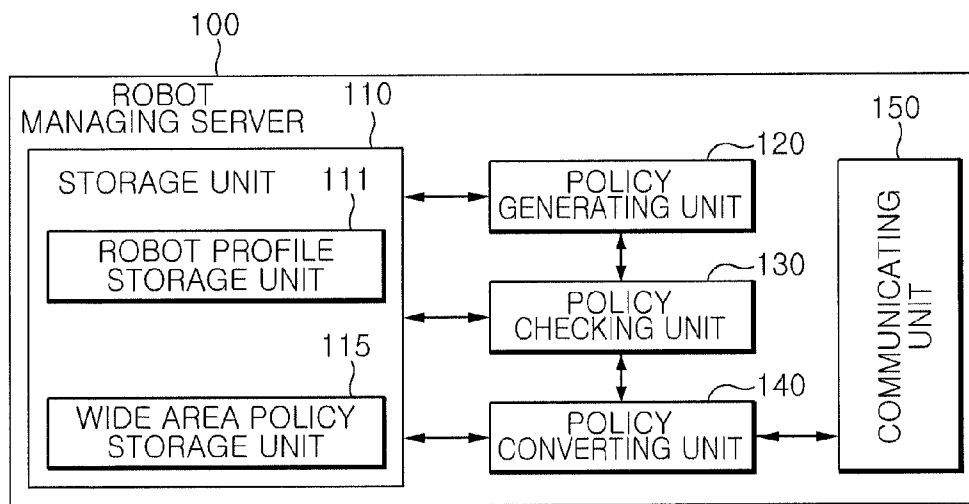 100
ROBOT
MANAGING SERVER
110
STORAGE UNIT
111
ROBOT PROFILE
STORAGE UNIT
115
WIDE AREA POLICY
STORAGE UNIT
120
POLICY
GENERATING UNIT
130
POLICY
CHECKING UNIT
140
POLICY
CONVERTING UNIT
150
COMMUNICATING
UNIT